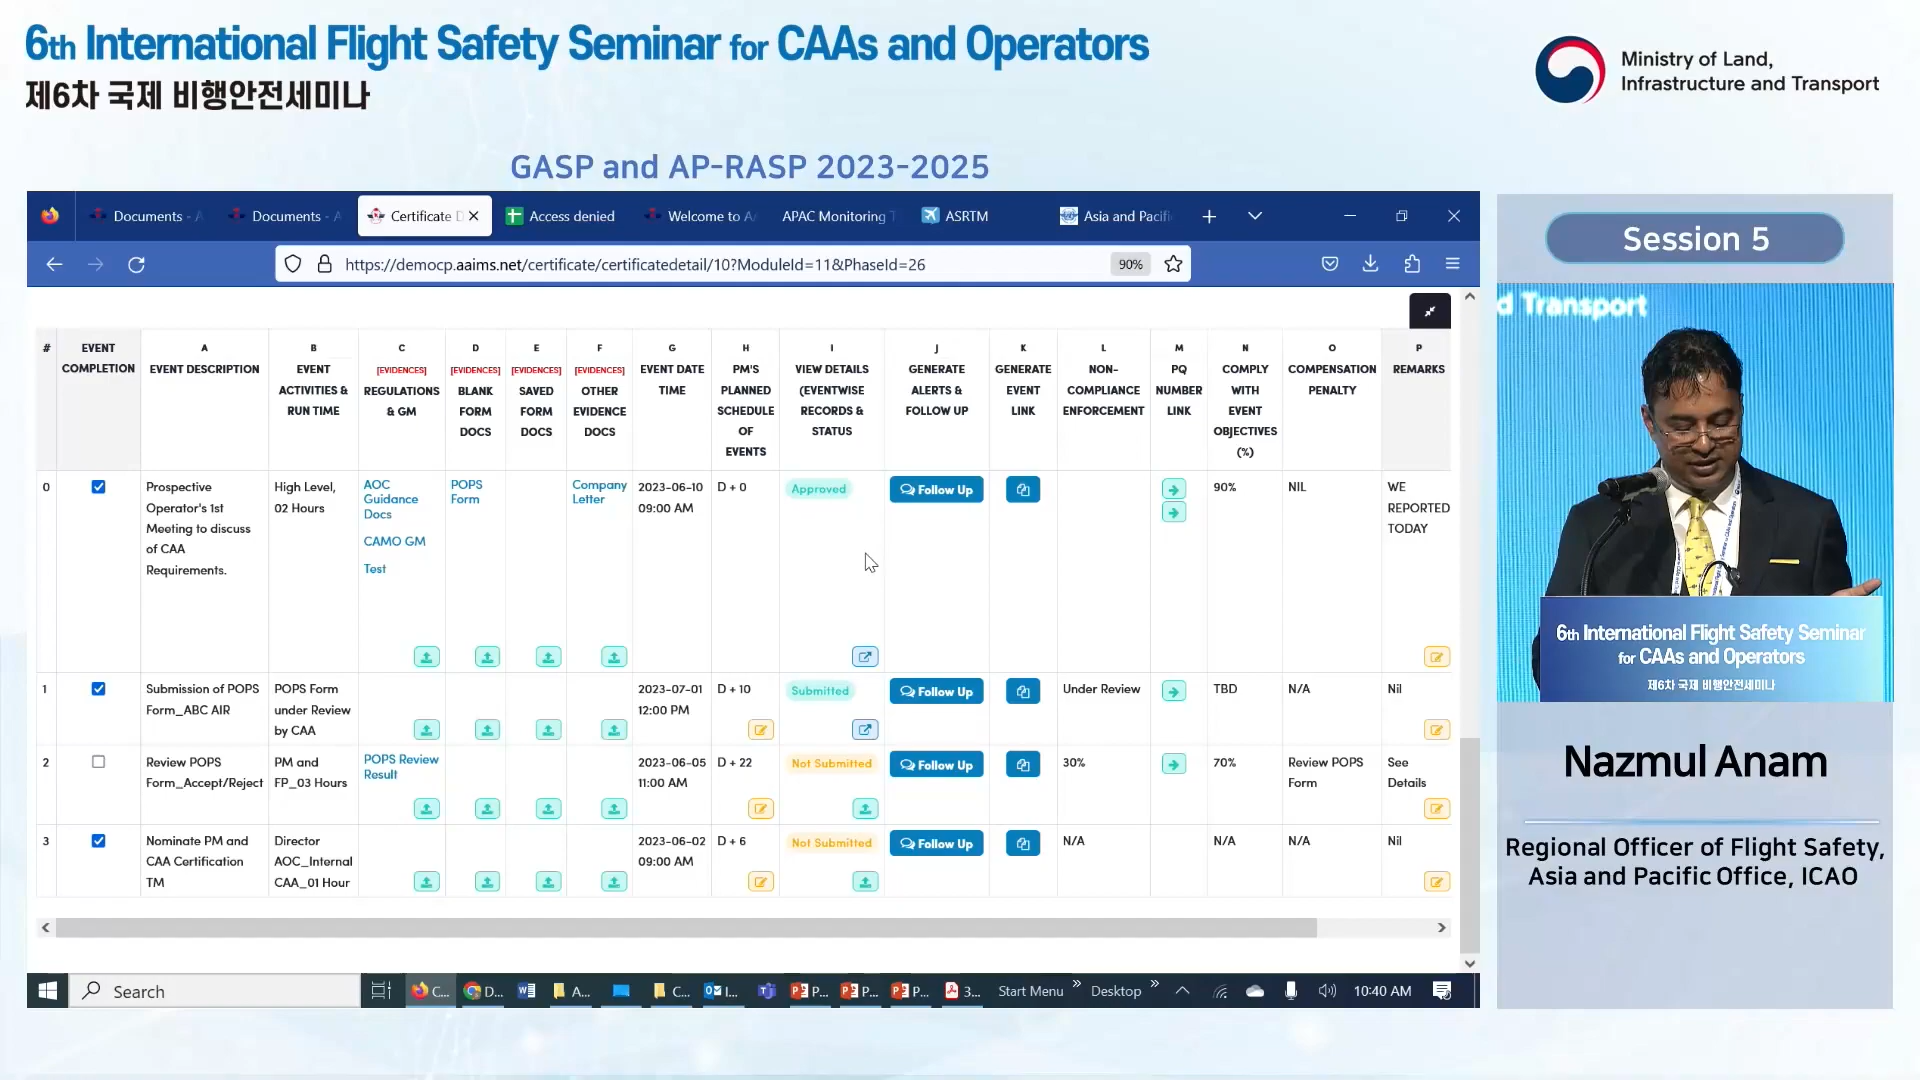 6th International Flight Safety Seminar for CAAs and Operators
제6차 국제 비행안전세미나
Ministry of Land,
Infrastructure and Transport
GASP and AP-RASP 2023-2025
Documents - A
Documents - A
Certificate D
Access denied
Welcome to A
APAC Monitoring T
ASRTM
Asia and Pacifi
https://democp.aaims.net/certificate/certificatedetail/10?ModuleId=11&PhaseId=26
90%
# EVENT COMPLETION
A EVENT DESCRIPTION
B EVENT ACTIVITIES & RUN TIME
C [EVIDENCES] REGULATIONS & GM
D [EVIDENCES] BLANK FORM DOCS
E [EVIDENCES] SAVED FORM DOCS
F [EVIDENCES] OTHER EVIDENCE DOCS
G EVENT DATE TIME
H PM'S PLANNED SCHEDULE OF EVENTS
I VIEW DETAILS (EVENTWISE RECORDS & STATUS
J GENERATE ALERTS & FOLLOW UP
K GENERATE EVENT LINK
L NON-COMPLIANCE ENFORCEMENT
M PQ NUMBER LINK
N COMPLY WITH EVENT OBJECTIVES (%)
O COMPENSATION PENALTY
P REMARKS
0
Prospective Operator's 1st Meeting to discuss of CAA Requirements.
High Level, 02 Hours
AOC Guidance Docs
CAMO GM
Test
POPS Form
Company Letter
2023-06-10 09:00 AM
D + 0
Approved
Follow Up
90%
NIL
WE REPORTED TODAY
1
Submission of POPS Form_ABC AIR
POPS Form under Review by CAA
2023-07-01 12:00 PM
D + 10
Submitted
Follow Up
Under Review
TBD
N/A
Nil
2
Review POPS Form_Accept/Reject
PM and FP_03 Hours
POPS Review Result
2023-06-05 11:00 AM
D + 22
Not Submitted
Follow Up
30%
70%
Review POPS Form
See Details
3
Nominate PM and CAA Certification TM
Director AOC_Internal CAA_01 Hour
2023-06-02 09:00 AM
D + 6
Not Submitted
Follow Up
N/A
N/A
N/A
Nil
Search
C...
D...
A...
C...
I...
P...
P...
P...
3...
Start Menu
Desktop
10:40 AM
Session 5
d Transport
6th International Flight Safety Seminar
for CAAs and Operators
제6차 국제 비행안전세미나
Nazmul Anam
Regional Officer of Flight Safety,
Asia and Pacific Office, ICAO